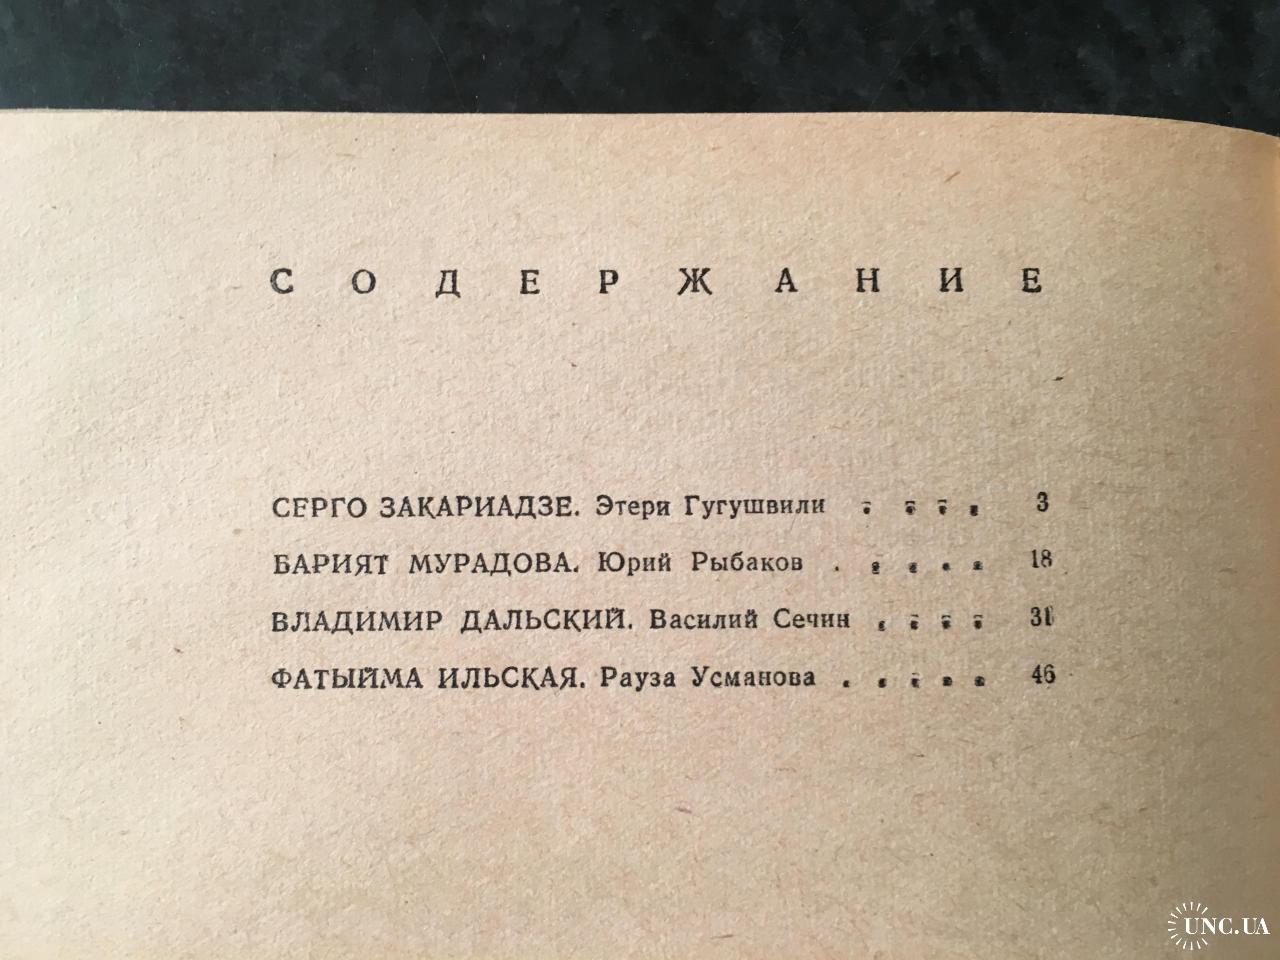 СОДЕРЖАНИЕ
СЕРГО ЗАКАРИАДЗЕ. Этери Гугушвили . . . . 3
БАРИЯТ МУРАДОВА. Юрий Рыбаков . . . . . 18
ВЛАДИМИР ДАЛЬСКИЙ. Василий Сечин . . . . 31
ФАТЫЙМА ИЛЬСКАЯ. Рауза Усманова . . . . . 46
UNC.UA